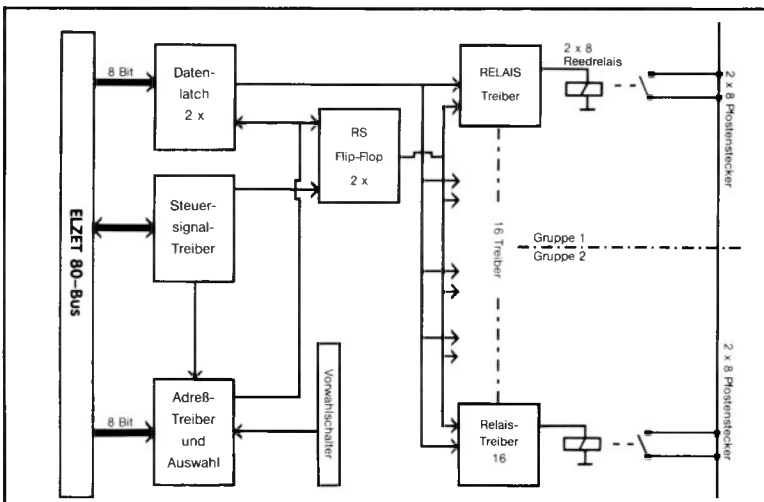 ELZET 80-Bus
8 Bit
Daten-
latch
2 x
RS
Flip-Flop
2 x
Steuer-
signal-
Treiber
8 Bit
Adreß-
Treiber
und
Auswahl
Vorwahlschalter
RELAIS
Treiber
2 x 8
Reedrelais
2 x 8 Pfostenstecker
16 Treiber
Gruppe 1
Gruppe 2
Relais-
Treiber
16
2 x 8 Pfostenstecker